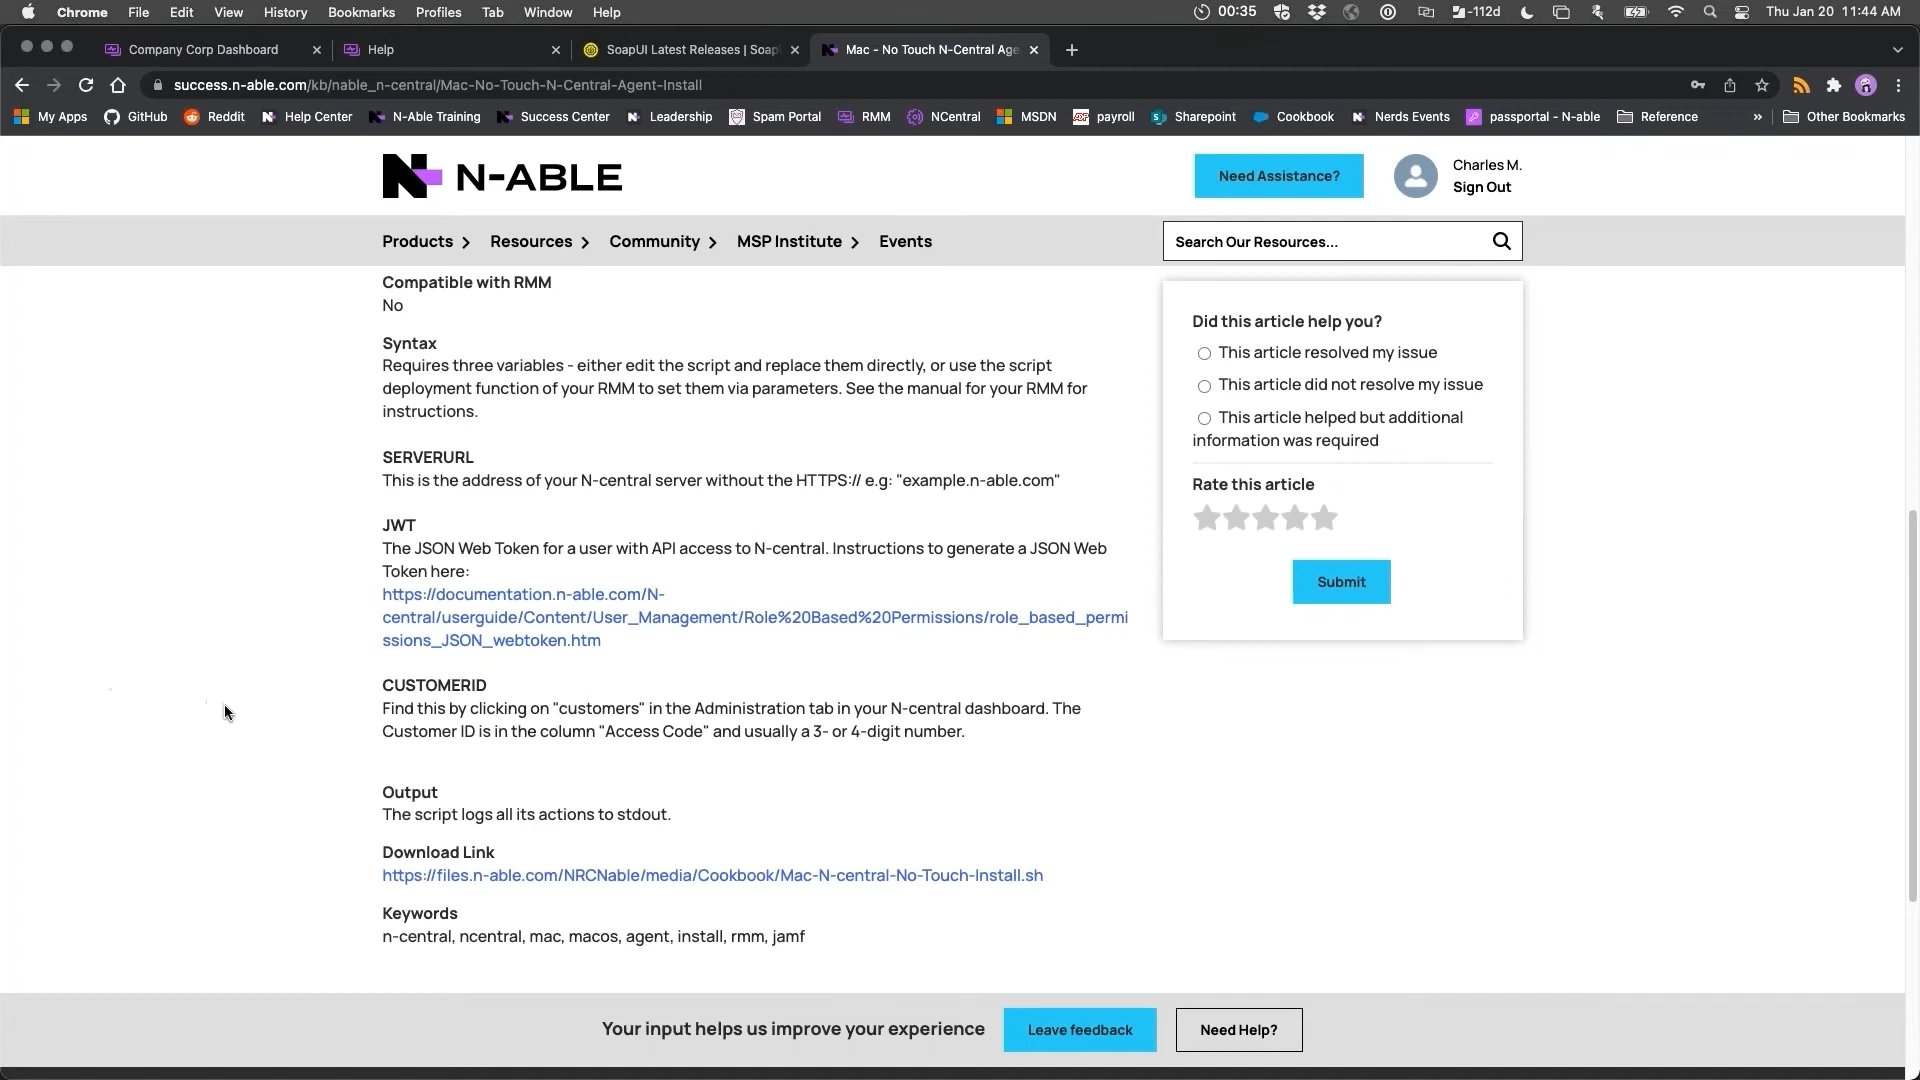 Chrome File Edit View History Bookmarks Profiles Tab Window Help 00:35 -112d Thu Jan 20 11:44 AM
Company Corp Dashboard Help SoapUI Latest Releases | Soap Mac - No Touch N-Central Age
success.n-able.com/kb/nable_n-central/Mac-No-Touch-N-Central-Agent-Install
My Apps GitHub Reddit Help Center N-Able Training Success Center Leadership Spam Portal RMM NCentral MSDN payroll Sharepoint Cookbook Nerds Events passportal - N-able Reference » Other Bookmarks
N-ABLE
Need Assistance?
Charles M.
Sign Out
Products Resources Community MSP Institute Events
Search Our Resources...
Compatible with RMM
No
Syntax
Requires three variables - either edit the script and replace them directly, or use the script
deployment function of your RMM to set them via parameters. See the manual for your RMM for
instructions.
SERVERURL
This is the address of your N-central server without the HTTPS:// e.g: "example.n-able.com"
JWT
The JSON Web Token for a user with API access to N-central. Instructions to generate a JSON Web
Token here:
https://documentation.n-able.com/N-
central/userguide/Content/User_Management/Role%20Based%20Permissions/role_based_permi
ssions_JSON_webtoken.htm
CUSTOMERID
Find this by clicking on "customers" in the Administration tab in your N-central dashboard. The
Customer ID is in the column "Access Code" and usually a 3- or 4-digit number.
Output
The script logs all its actions to stdout.
Download Link
https://files.n-able.com/NRCNable/media/Cookbook/Mac-N-central-No-Touch-Install.sh
Keywords
n-central, ncentral, mac, macos, agent, install, rmm, jamf
Did this article help you?
This article resolved my issue
This article did not resolve my issue
This article helped but additional
information was required
Rate this article
Submit
Your input helps us improve your experience
Leave feedback
Need Help?